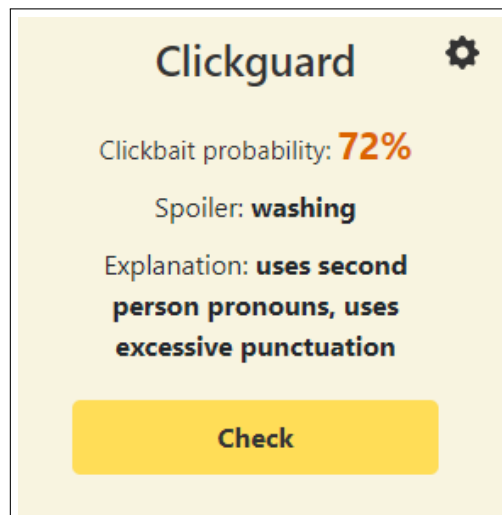 Clickguard
Clickbait probability: 72%
Spoiler: washing
Explanation: uses second
person pronouns, uses
excessive punctuation
Check